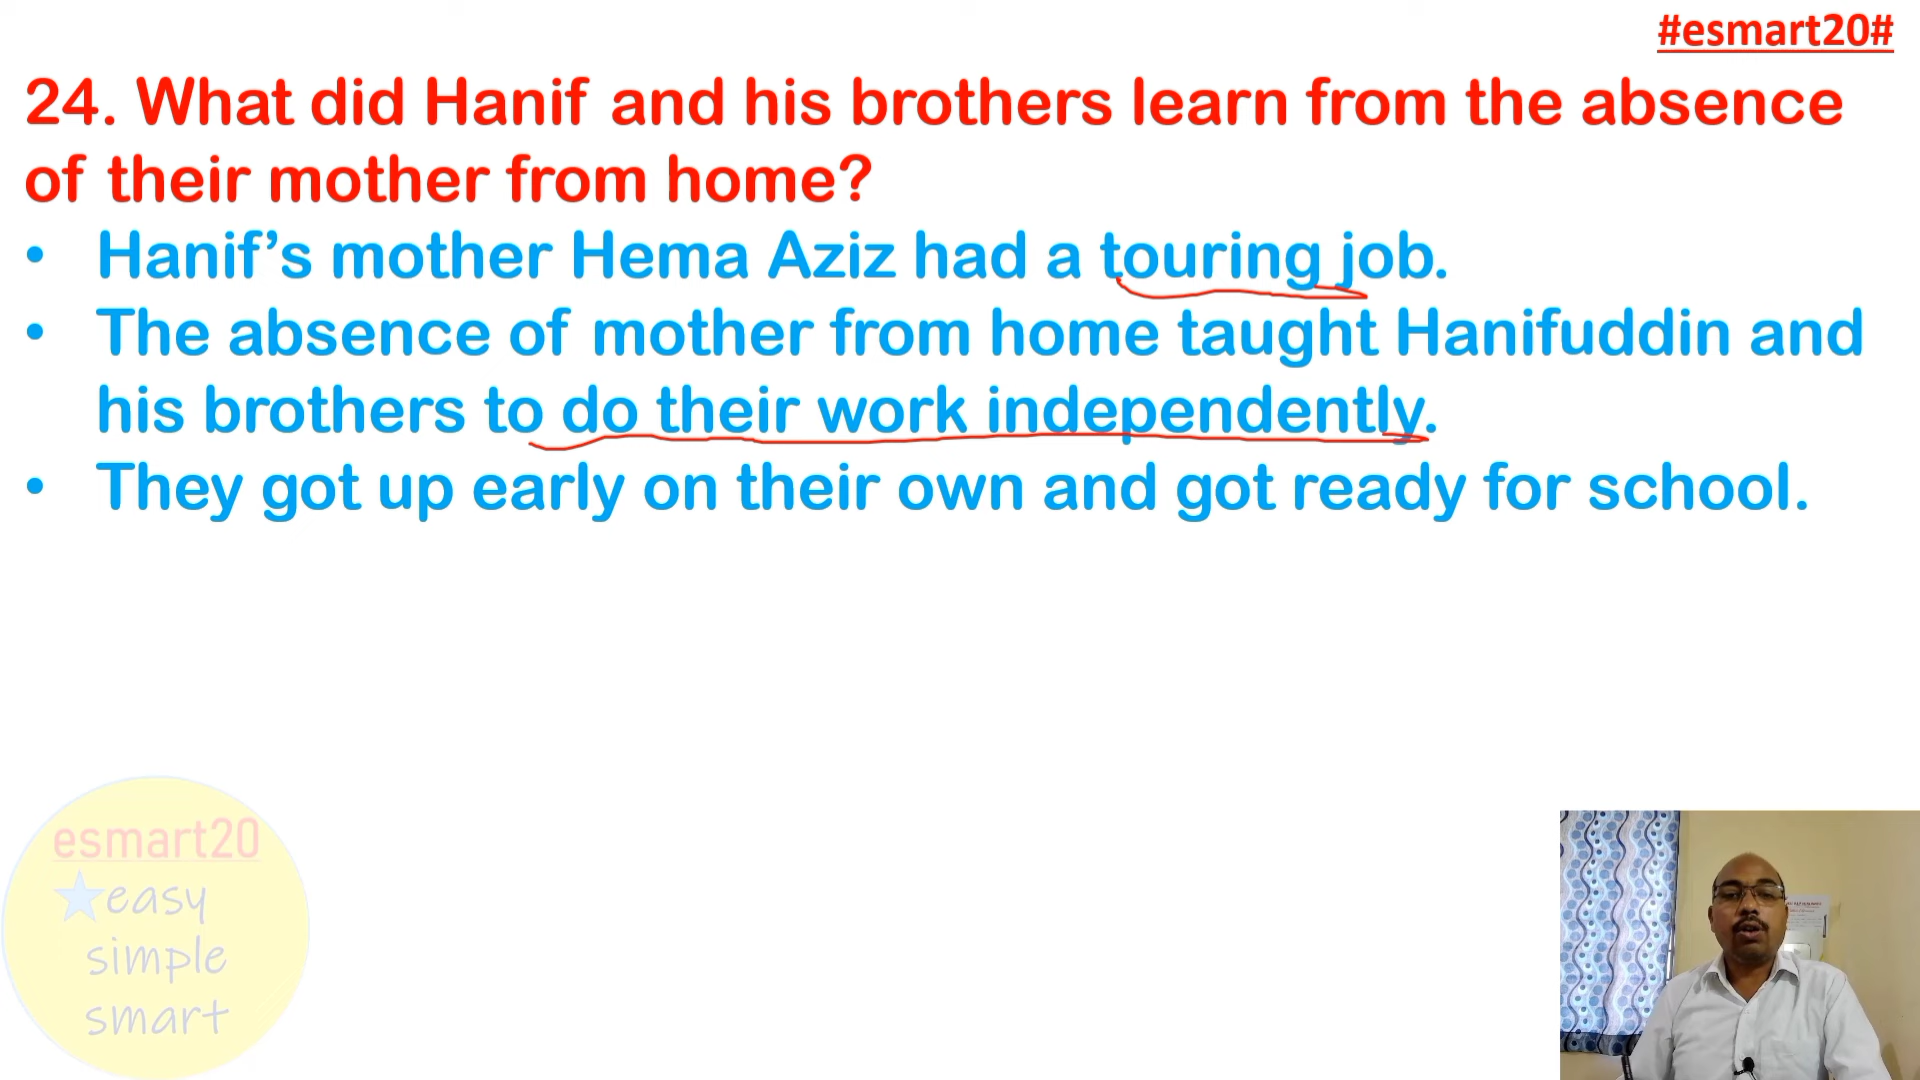 #esmart20#
24. What did Hanif and his brothers learn from the absence
of their mother from home?
• Hanif’s mother Hema Aziz had a touring job.
• The absence of mother from home taught Hanifuddin and
his brothers to do their work independently.
• They got up early on their own and got ready for school.
esmart20
easy
simple
smart